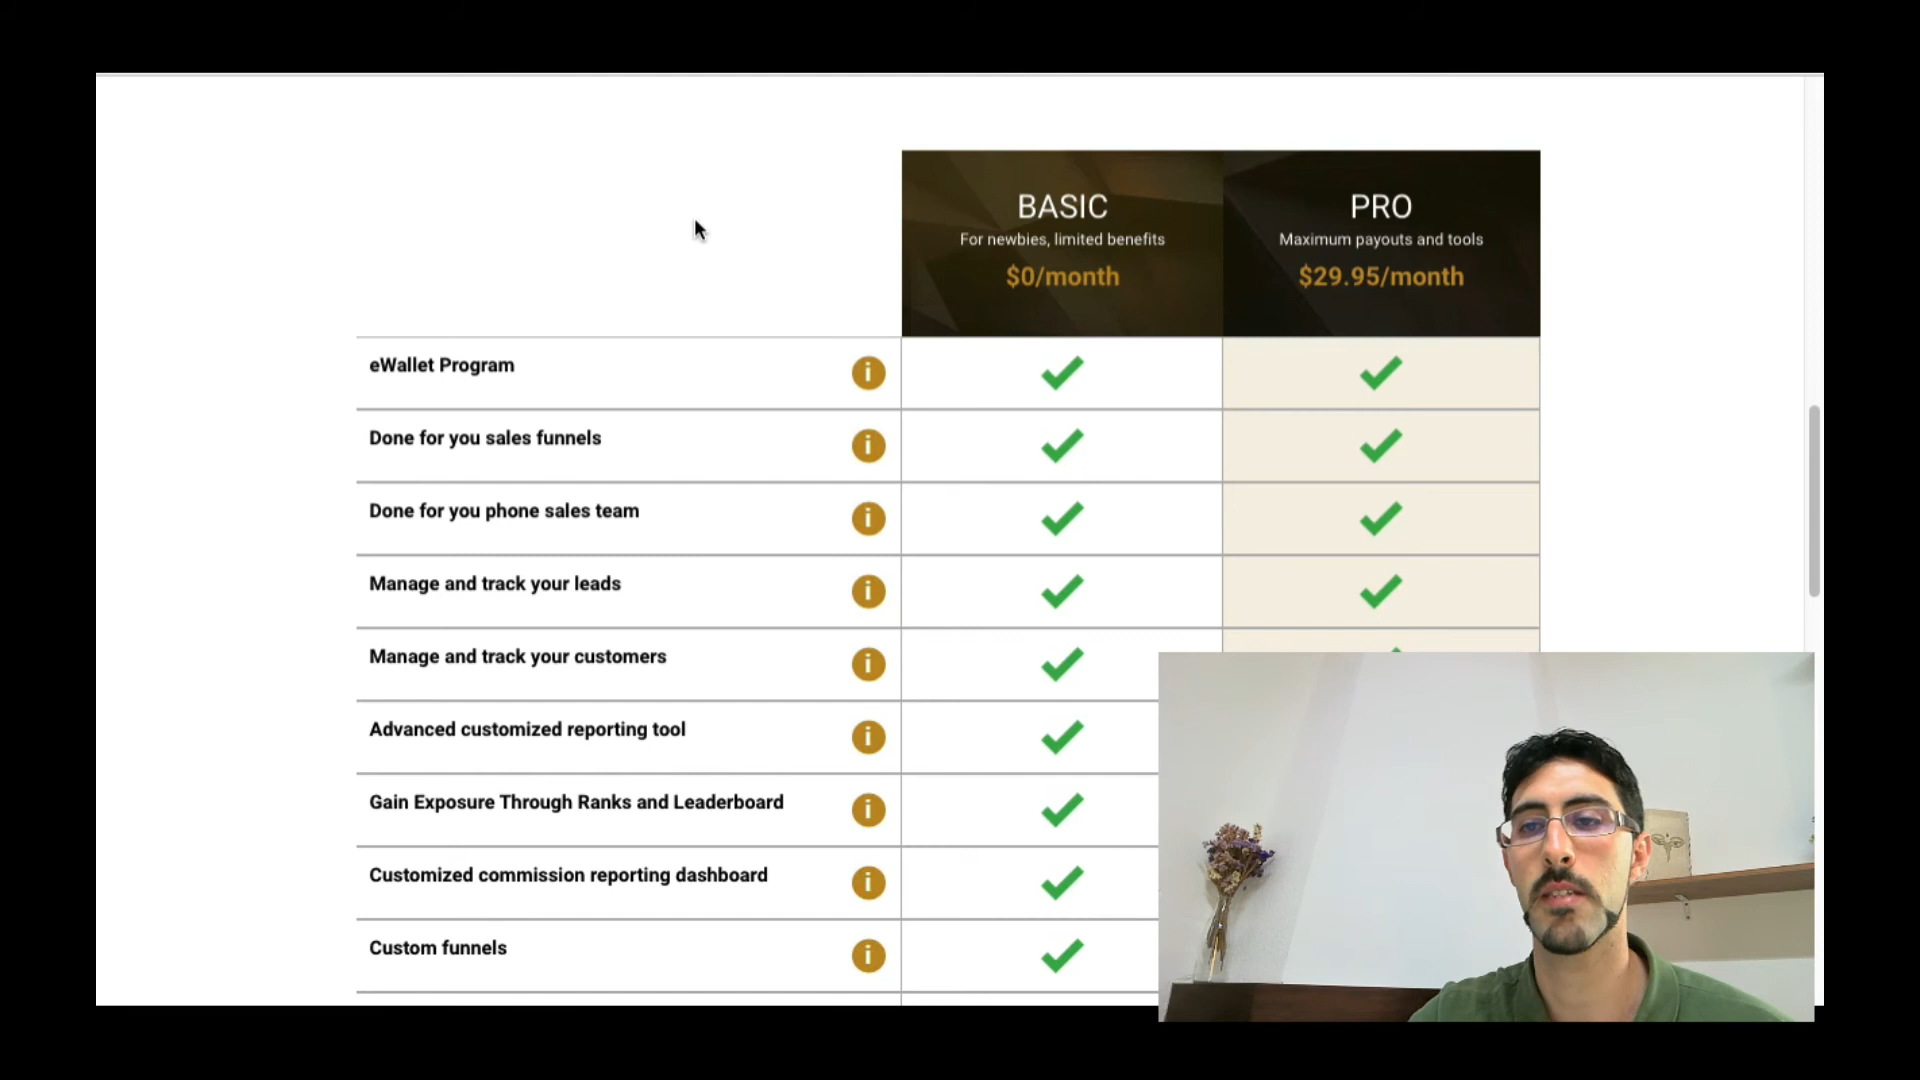 BASIC
For newbies, limited benefits
$0/month
PRO
Maximum payouts and tools
$29.95/month
eWallet Program
Done for you sales funnels
Done for you phone sales team
Manage and track your leads
Manage and track your customers
Advanced customized reporting tool
Gain Exposure Through Ranks and Leaderboard
Customized commission reporting dashboard
Custom funnels